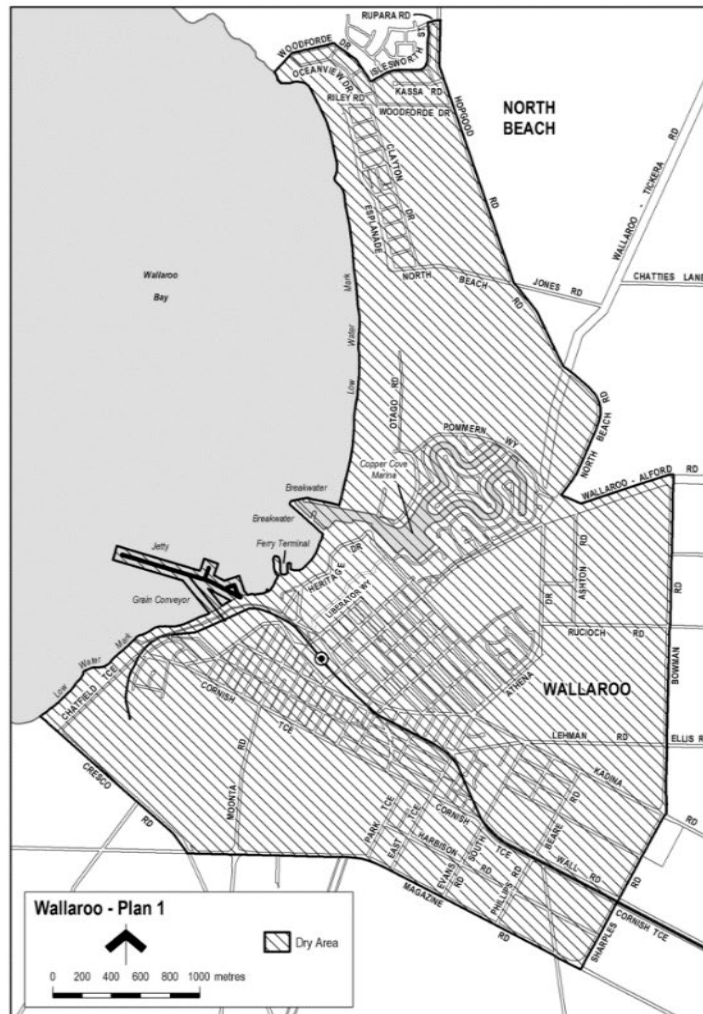 RUPARA RD
WOODFORDE DR
ISLESWORTH ST
OCEANVIEW DR
KASSA RD
RILEY RD
WOODFORDE DR
HOPGOOD RD
NORTH
BEACH
WALLAROO - TICKERA RD
CLAYTON DR
ESPLANADE
Wallaroo
Bay
NORTH BEACH RD
JONES RD
CHATTIES LANE
Low Water Mark
OTAGO RD
NORTH BEACH RD
POMMERN WY
Copper Cove
Marina
WALLAROO - ALFORD RD
Breakwater
Breakwater
Ferry Terminal
Jetty
HERITAGE DR
LIBERATOR WY
Grain Conveyor
ASHTON RD
RUCIOCH RD
BOWMAN RD
ATHENA DR
WALLAROO
Low Water Mark
CHATFIELD TCE
CORNISH TCE
LEHMAN RD
ELLIS R
CRESCO RD
MOONTA RD
KADINA RD
PARK TCE
EAST TCE
CORNISH TCE
HARBISON RD
SOUTH TCE
BEARE RD
WALL RD
EVANS RD
PHILLIPS RD
MAGAZINE RD
SHARPLES RD
CORNISH TCE
Wallaroo - Plan 1
Dry Area
0 200 400 600 800 1000 metres